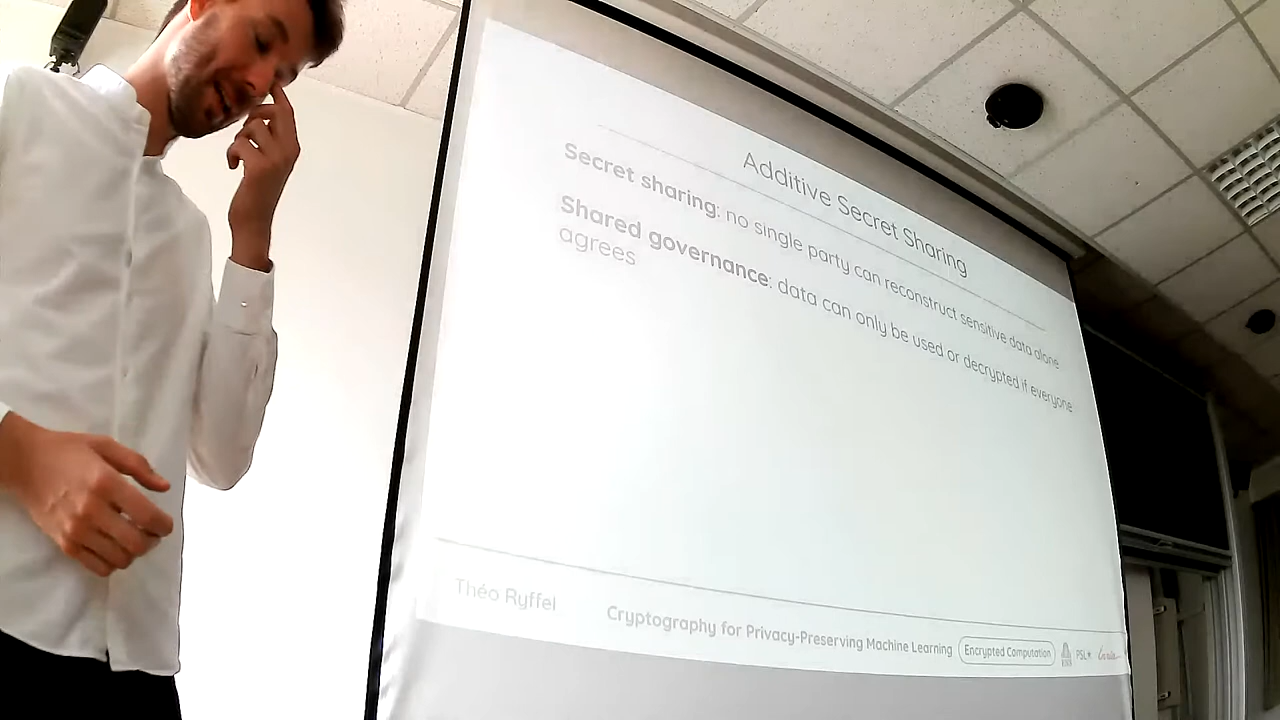 Additive Secret Sharing
Secret sharing: no single party can reconstruct sensitive data alone
Shared governance: data can only be used or decrypted if everyone
agrees
Théo Ryffel
Cryptography for Privacy-Preserving Machine Learning
Encrypted Computation
PSL★